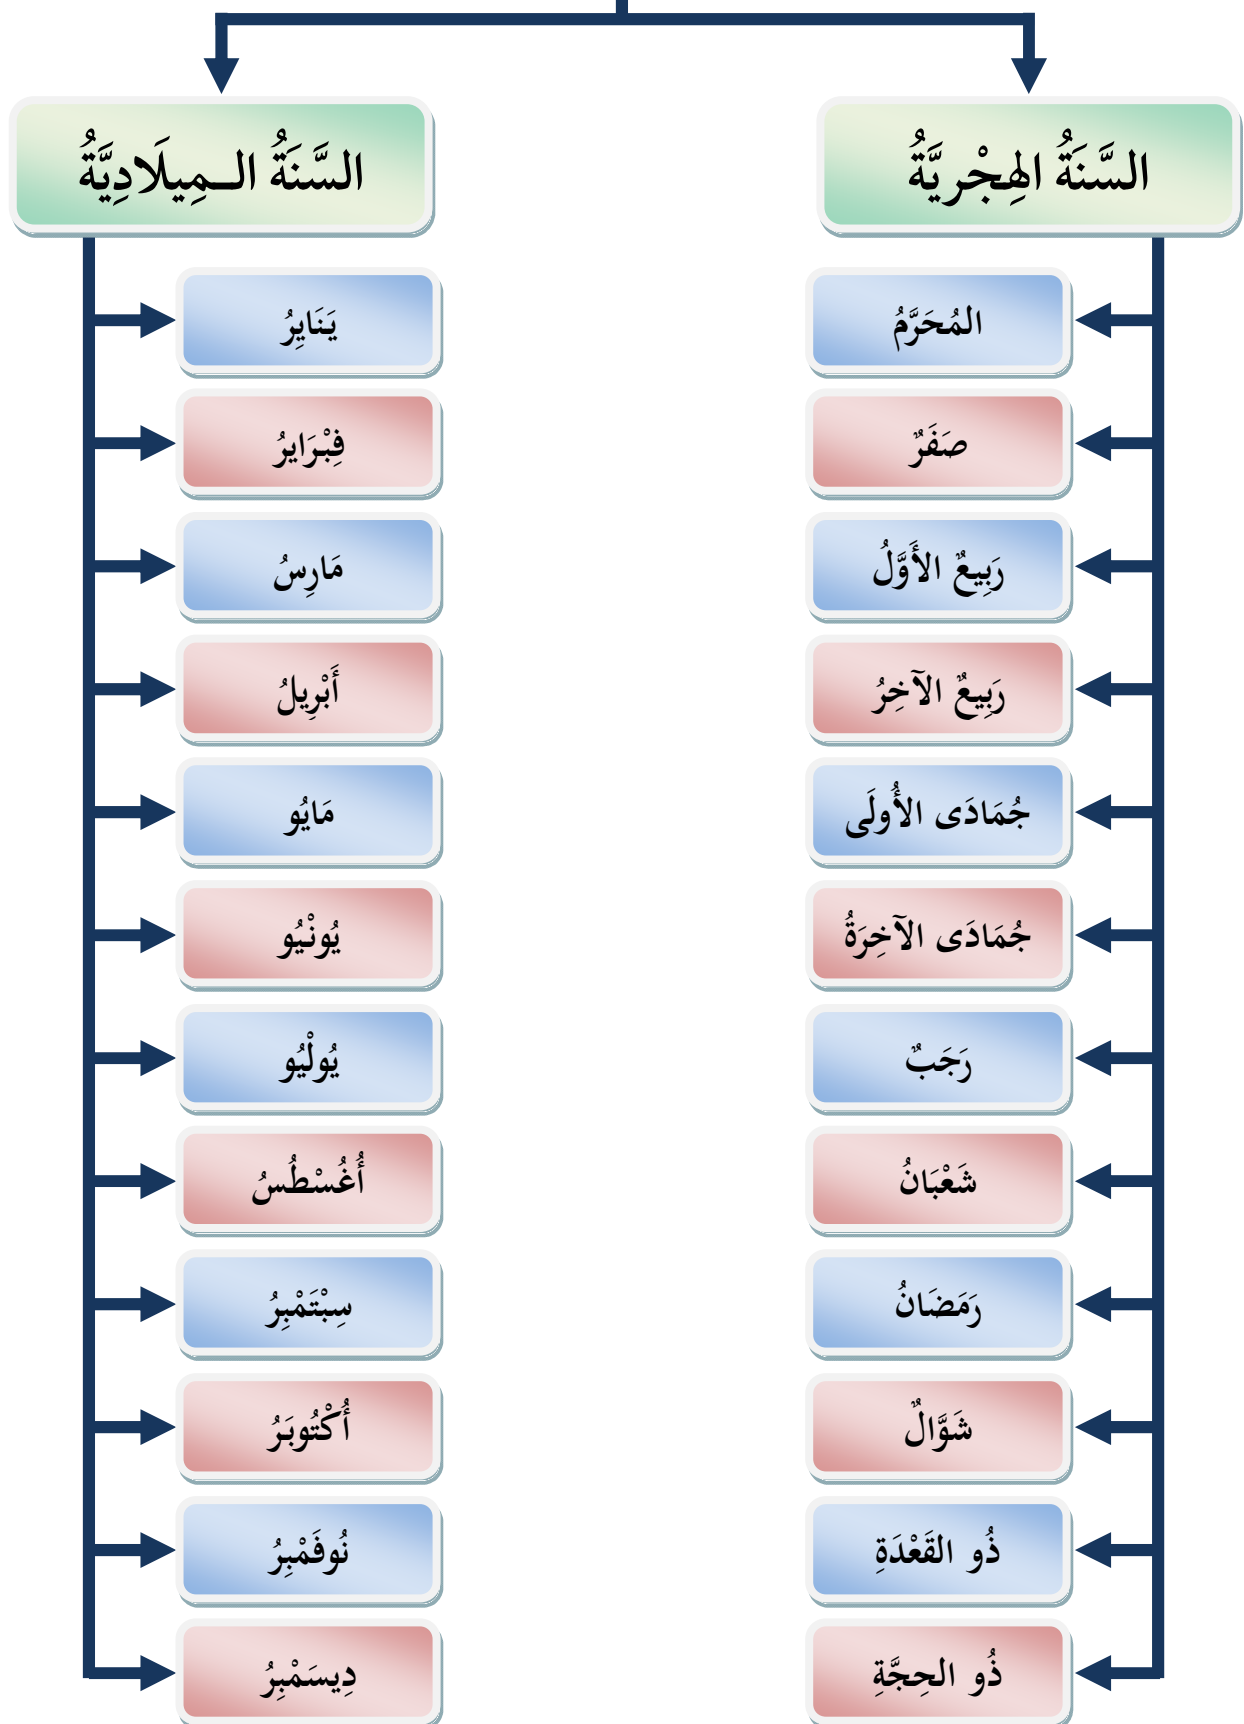 السَّنَةُ الهِجْرِيَّةُ
المُحَرَّمُ
صَفَرٌ
رَبِيعٌ الأَوَّلُ
رَبِيعٌ الآخِرُ
جُمَادَى الأُولَى
جُمَادَى الآخِرَةُ
رَجَبٌ
شَعْبَانُ
رَمَضَانُ
شَوَّالٌ
ذُو القَعْدَةِ
ذُو الحِجَّةِ
السَّنَةُ الـمِيلَادِيَّةُ
يَنَايِرُ
فِبْرَايرُ
مَارِسُ
أَبْرِيلُ
مَايُو
يُونْيُو
يُولْيُو
أُغُسْطُسُ
سِبْتَمْبِرُ
أُكْتُوبَرُ
نُوفَمْبِرُ
دِيسَمْبِرُ